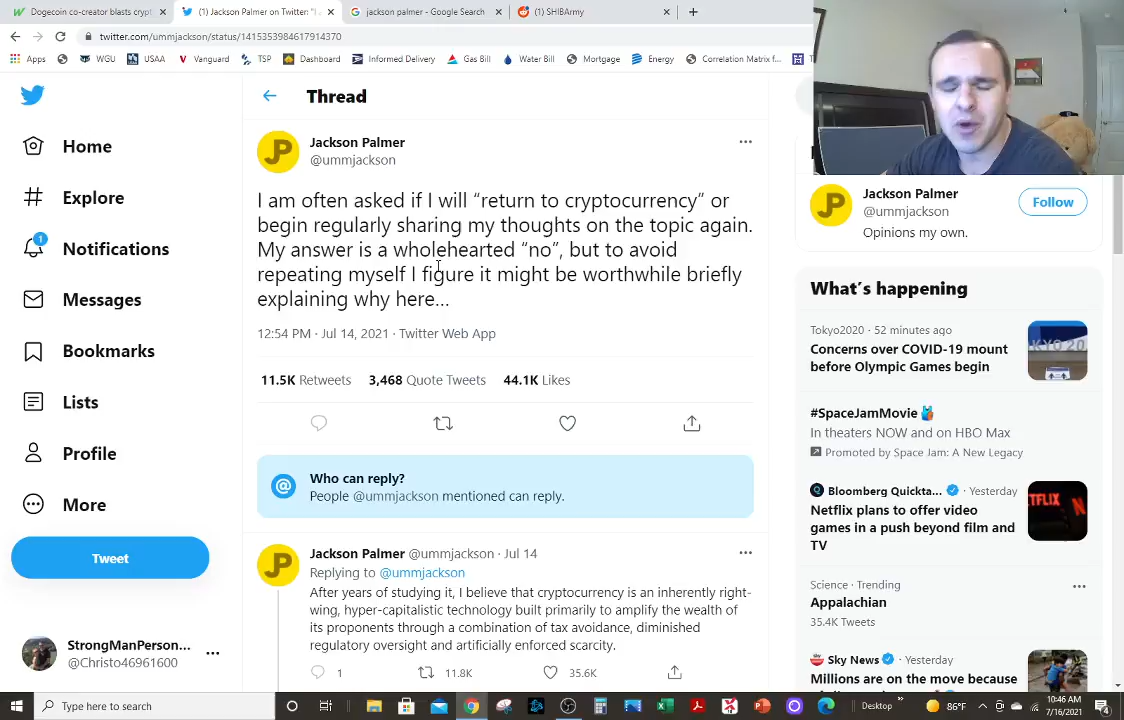 Dogecoin co-creator blasts crypt
(1) Jackson Palmer on Twitter: "I
jackson palmer - Google Search
(1) SHIBArmy
twitter.com/ummjackson/status/1415353984617914370
Apps
WGU
USAA
Vanguard
TSP
Dashboard
Informed Delivery
Gas Bill
Water Bill
Mortgage
Energy
Correlation Matrix f...
Home
Explore
1
Notifications
Messages
Bookmarks
Lists
Profile
More
Tweet
StrongManPerson...
@Christo46961600
Thread
Jackson Palmer
@ummjackson
I am often asked if I will “return to cryptocurrency” or
begin regularly sharing my thoughts on the topic again.
My answer is a wholehearted “no”, but to avoid
repeating myself I figure it might be worthwhile briefly
explaining why here...
12:54 PM · Jul 14, 2021 · Twitter Web App
11.5K Retweets 3,468 Quote Tweets 44.1K Likes
Who can reply?
People @ummjackson mentioned can reply.
Jackson Palmer @ummjackson · Jul 14
Replying to @ummjackson
After years of studying it, I believe that cryptocurrency is an inherently right-
wing, hyper-capitalistic technology built primarily to amplify the wealth of
its proponents through a combination of tax avoidance, diminished
regulatory oversight and artificially enforced scarcity.
1 11.8K 35.6K
Jackson Palmer
@ummjackson
Follow
Opinions my own.
What's happening
Tokyo2020 · 52 minutes ago
Concerns over COVID-19 mount
before Olympic Games begin
#SpaceJamMovie
In theaters NOW and on HBO Max
Promoted by Space Jam: A New Legacy
Bloomberg Quickta... · Yesterday
Netflix plans to offer video
games in a push beyond film and
TV
Science · Trending
Appalachian
35.4K Tweets
Sky News · Yesterday
Millions are on the move because
Type here to search
Desktop
86°F
10:46 AM
7/16/2021
4